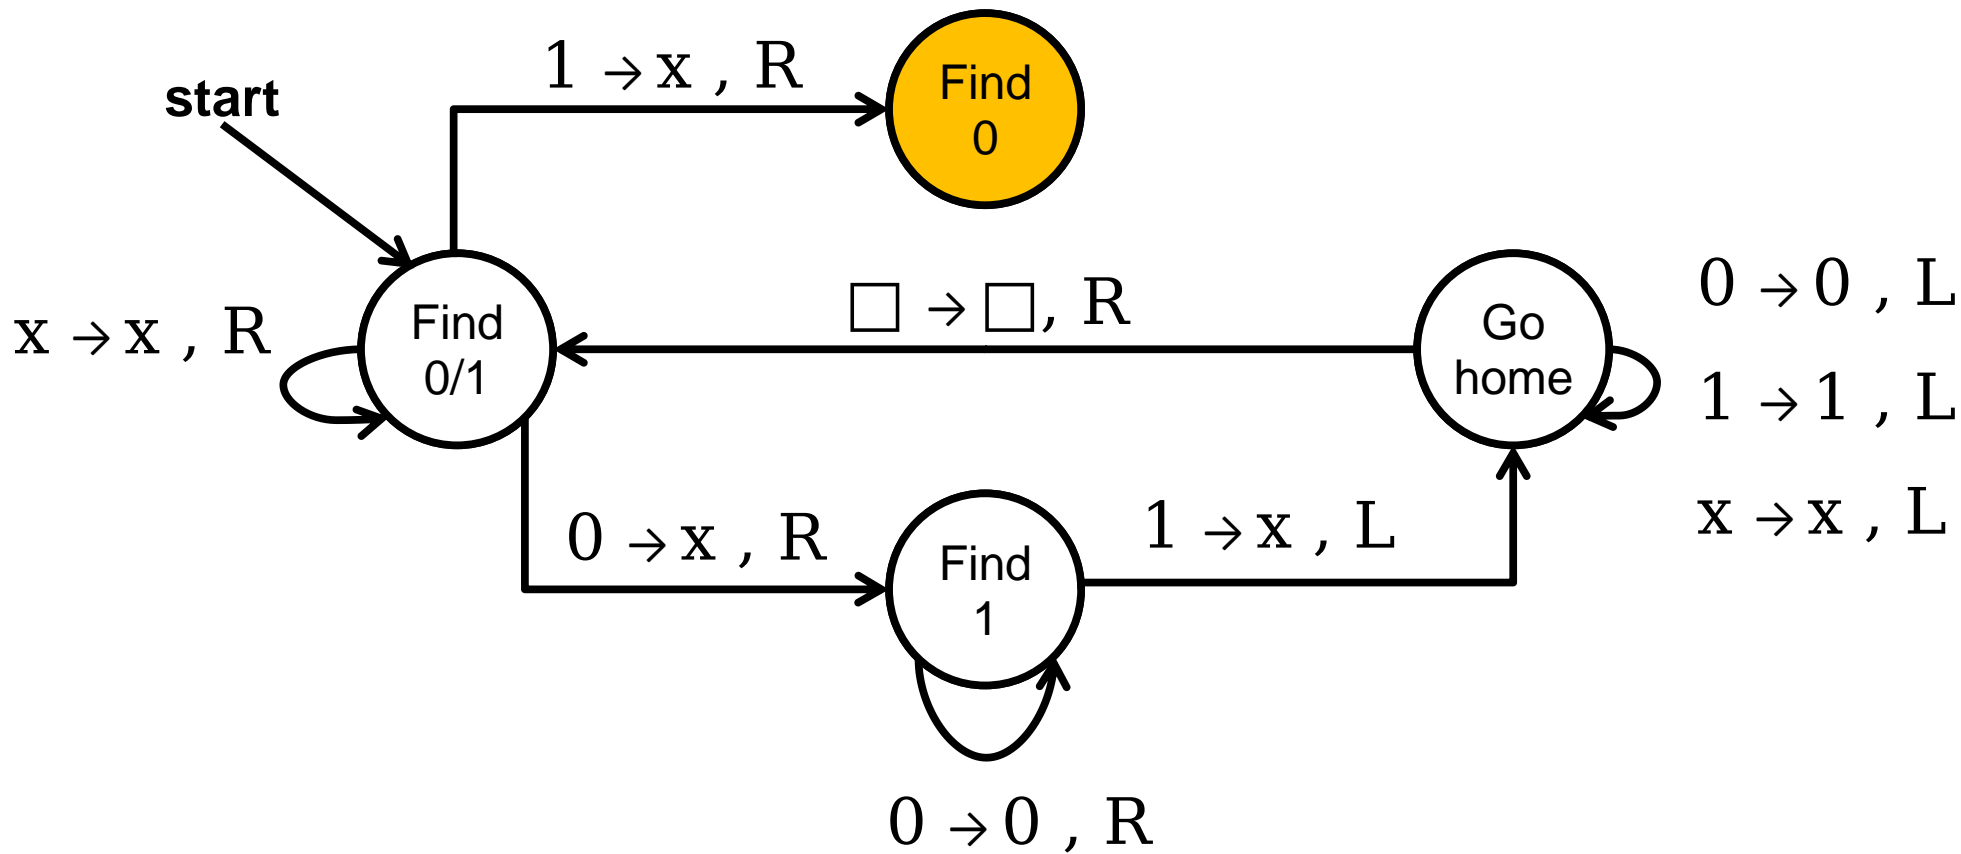 1 → x , R
Find
0
start
x → x , R
Find
0/1
□ → □, R
Go
home
0 → 0 , L
1 → 1 , L
x → x , L
0 → x , R
Find
1
1 → x , L
0 → 0 , R